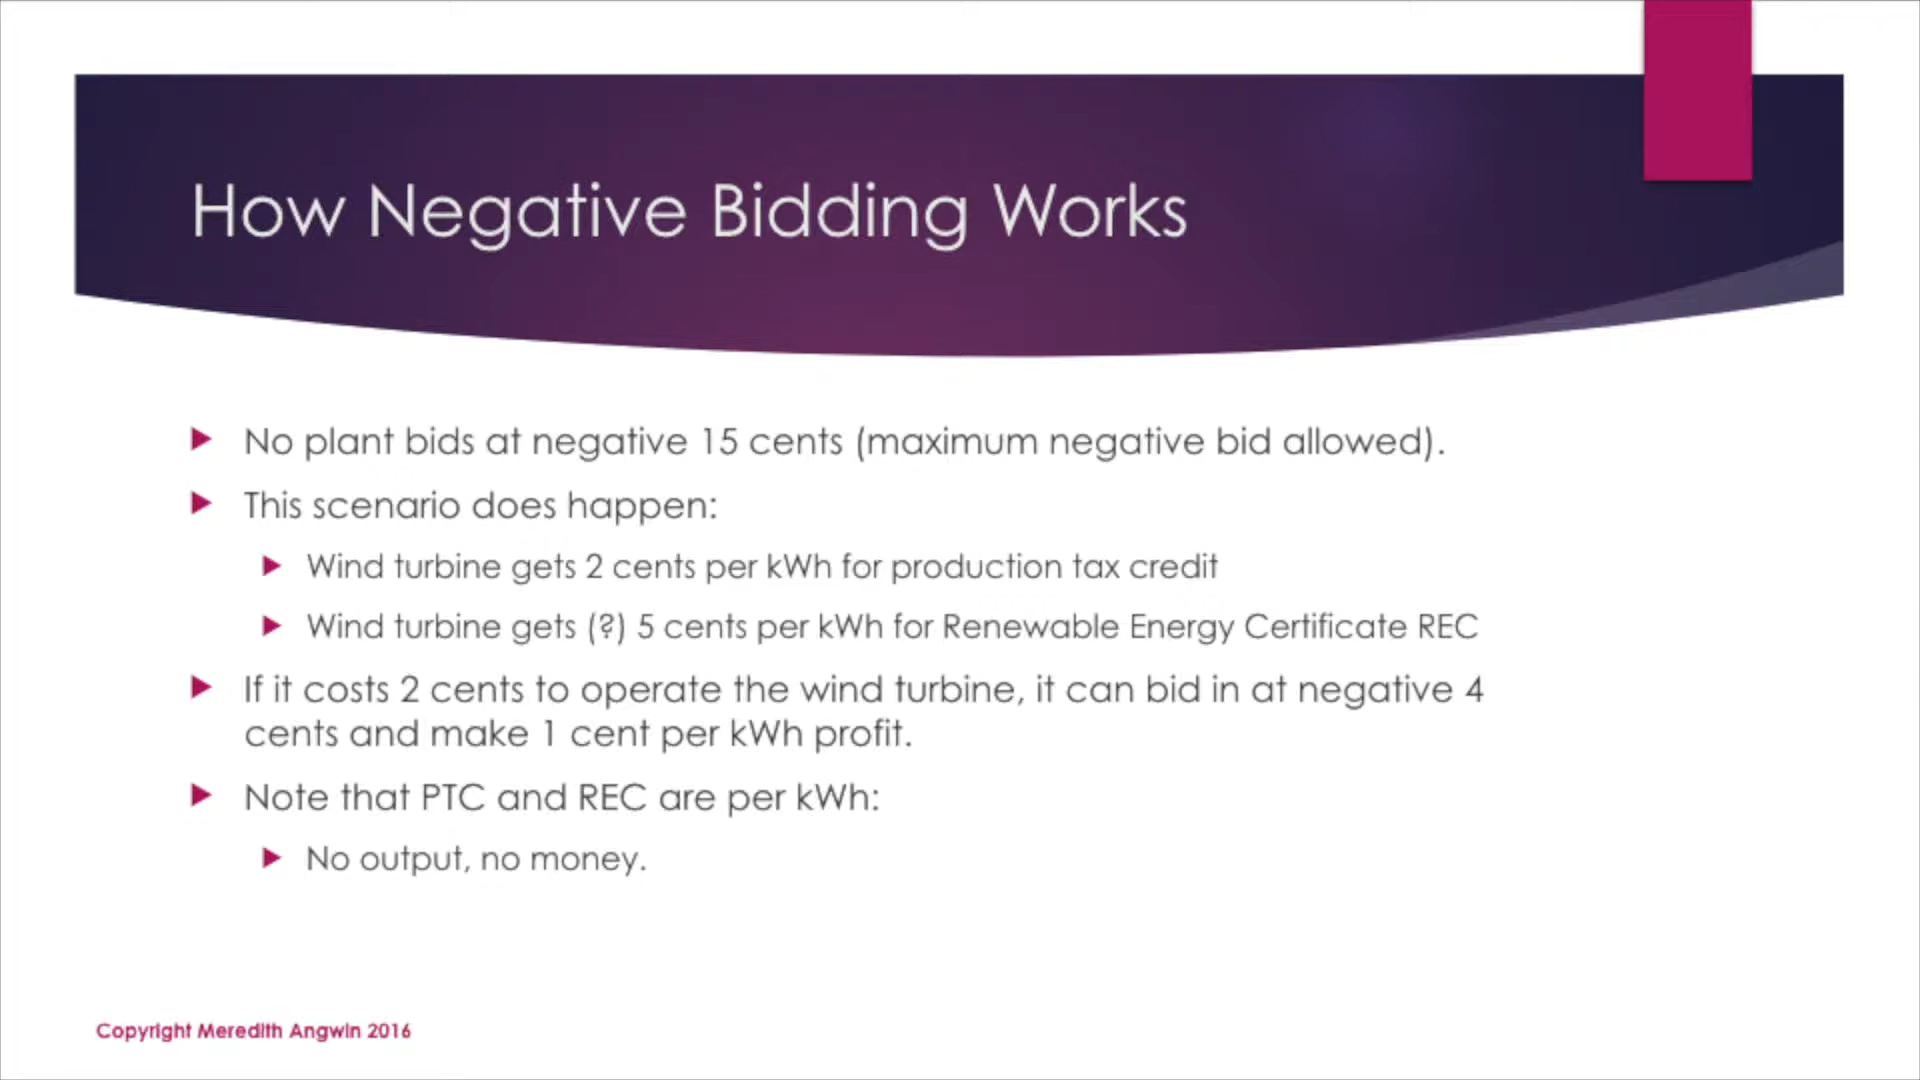 How Negative Bidding Works
No plant bids at negative 15 cents (maximum negative bid allowed).
This scenario does happen:
Wind turbine gets 2 cents per kWh for production tax credit
Wind turbine gets (?) 5 cents per kWh for Renewable Energy Certificate REC
If it costs 2 cents to operate the wind turbine, it can bid in at negative 4
cents and make 1 cent per kWh profit.
Note that PTC and REC are per kWh:
No output, no money.
Copyright Meredith Angwin 2016